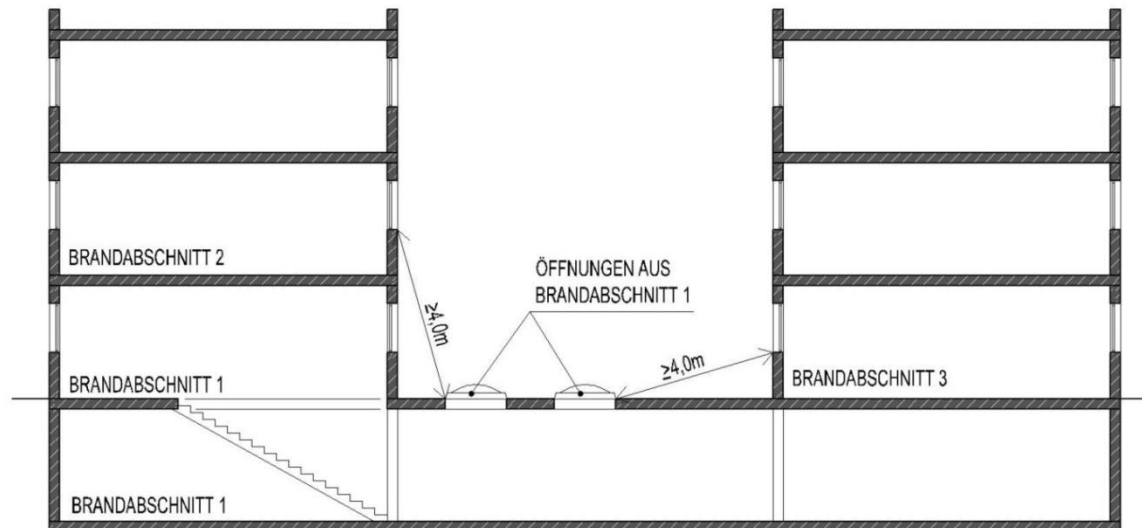 BRANDABSCHNITT 2
ÖFFNUNGEN AUS
BRANDABSCHNITT 1
≥4,0m
≥4,0m
BRANDABSCHNITT 1
BRANDABSCHNITT 3
BRANDABSCHNITT 1